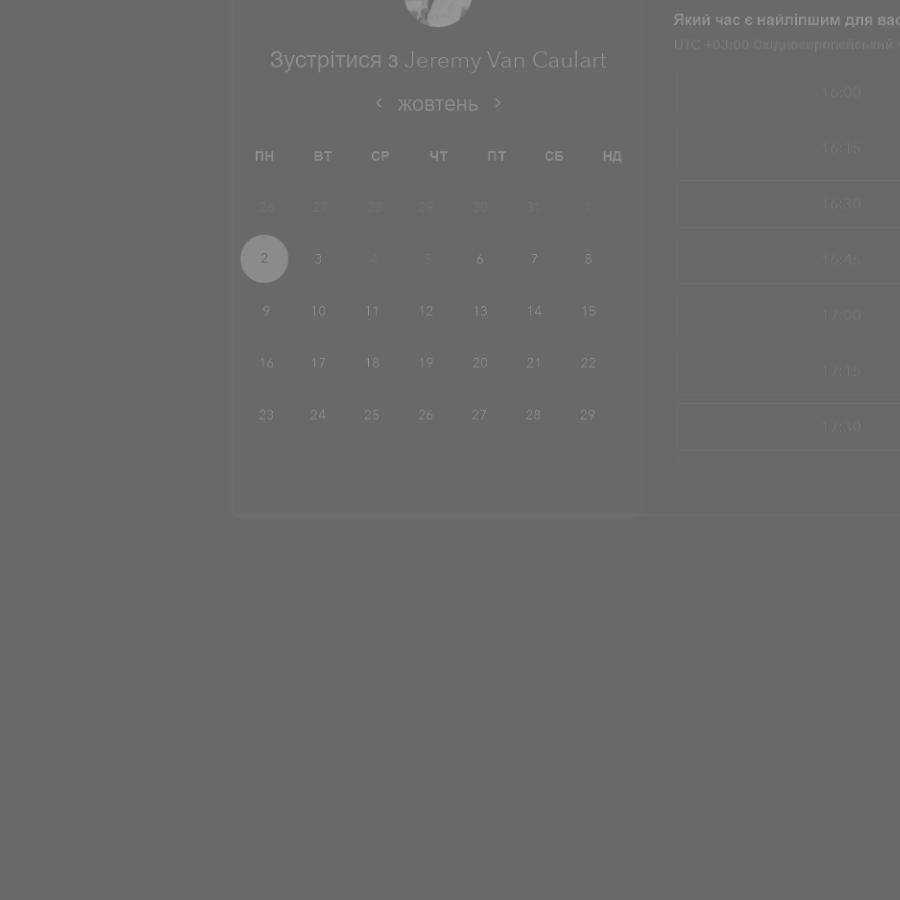 Зустрітися з Jeremy Van Caulart
жовтень
ПН ВТ СР ЧТ ПТ СБ НД
26 27 28 29 30 31 1
2 3 4 5 6 7 8
9 10 11 12 13 14 15
16 17 18 19 20 21 22
23 24 25 26 27 28 29
Який час є найліпшим для вас
UTC +03:00 Східноєвропейський
16:00
16:15
16:30
16:45
17:00
17:15
17:30